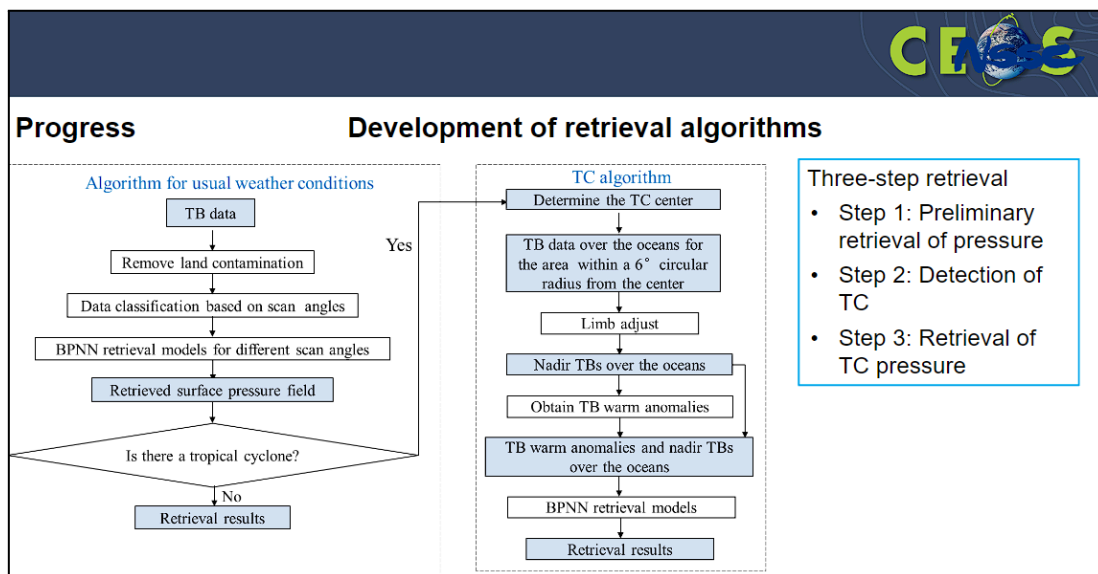 CEOS
NSSC
Progress
Development of retrieval algorithms
Algorithm for usual weather conditions
TB data
Remove land contamination
Data classification based on scan angles
BPNN retrieval models for different scan angles
Retrieved surface pressure field
Is there a tropical cyclone?
Yes
No
Retrieval results
TC algorithm
Determine the TC center
TB data over the oceans for
the area within a 6° circular
radius from the center
Limb adjust
Nadir TBs over the oceans
Obtain TB warm anomalies
TB warm anomalies and nadir TBs
over the oceans
BPNN retrieval models
Retrieval results
Three-step retrieval
• Step 1: Preliminary
retrieval of pressure
• Step 2: Detection of
TC
• Step 3: Retrieval of
TC pressure